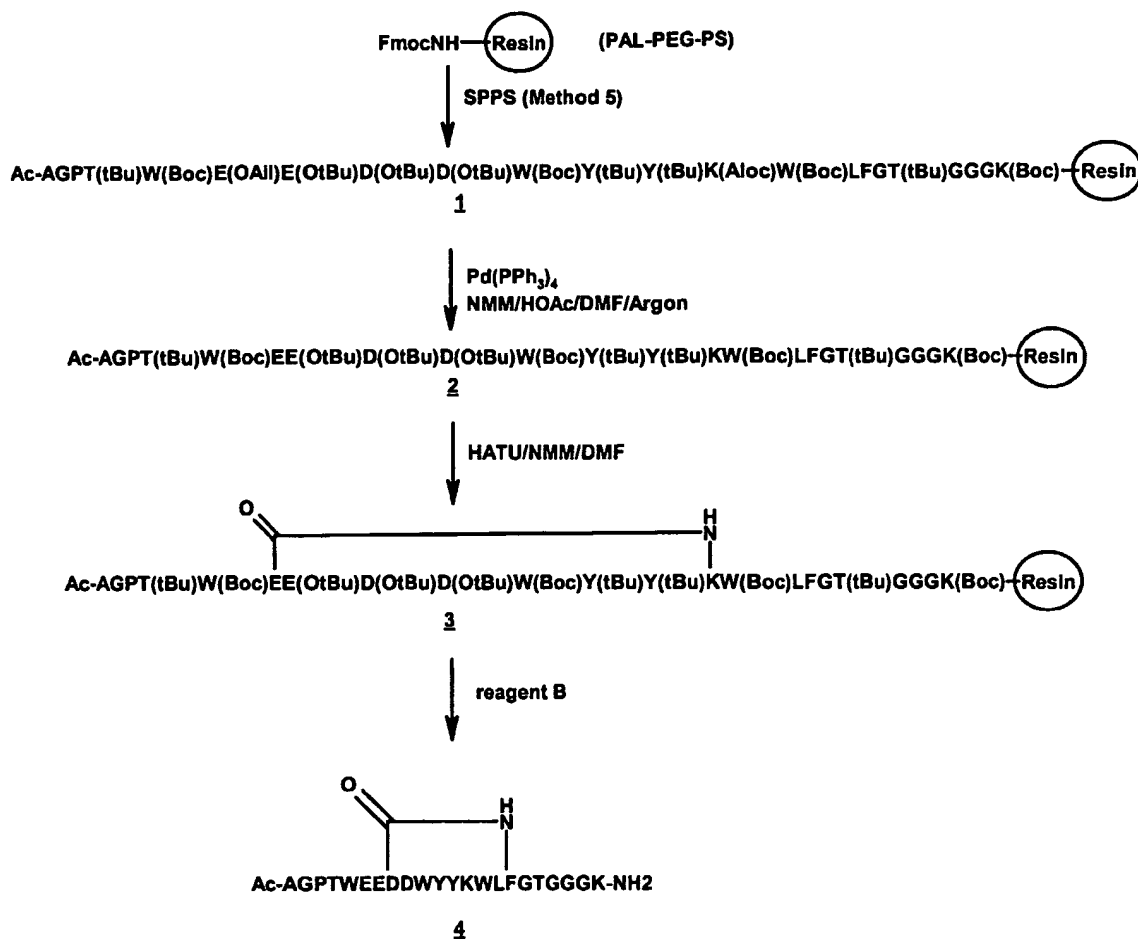 FmocNH Resin (PAL-PEG-PS)
SPPS (Method 5)
Ac-AGPT(tBu)W(Boc)E(OAll)E(OtBu)D(OtBu)D(OtBu)W(Boc)Y(tBu)Y(tBu)K(Aloc)W(Boc)LFGT(tBu)GGGK(Boc) Resin
1
Pd(PPh3)4
NMM/HOAc/DMF/Argon
Ac-AGPT(tBu)W(Boc)EE(OtBu)D(OtBu)D(OtBu)W(Boc)Y(tBu)Y(tBu)KW(Boc)LFGT(tBu)GGGK(Boc) Resin
2
HATU/NMM/DMF
O H
N
Ac-AGPT(tBu)W(Boc)EE(OtBu)D(OtBu)D(OtBu)W(Boc)Y(tBu)Y(tBu)KW(Boc)LFGT(tBu)GGGK(Boc) Resin
3
reagent B
O H
N
Ac-AGPTWEEDDWYYKWLFGTGGGK-NH2
4